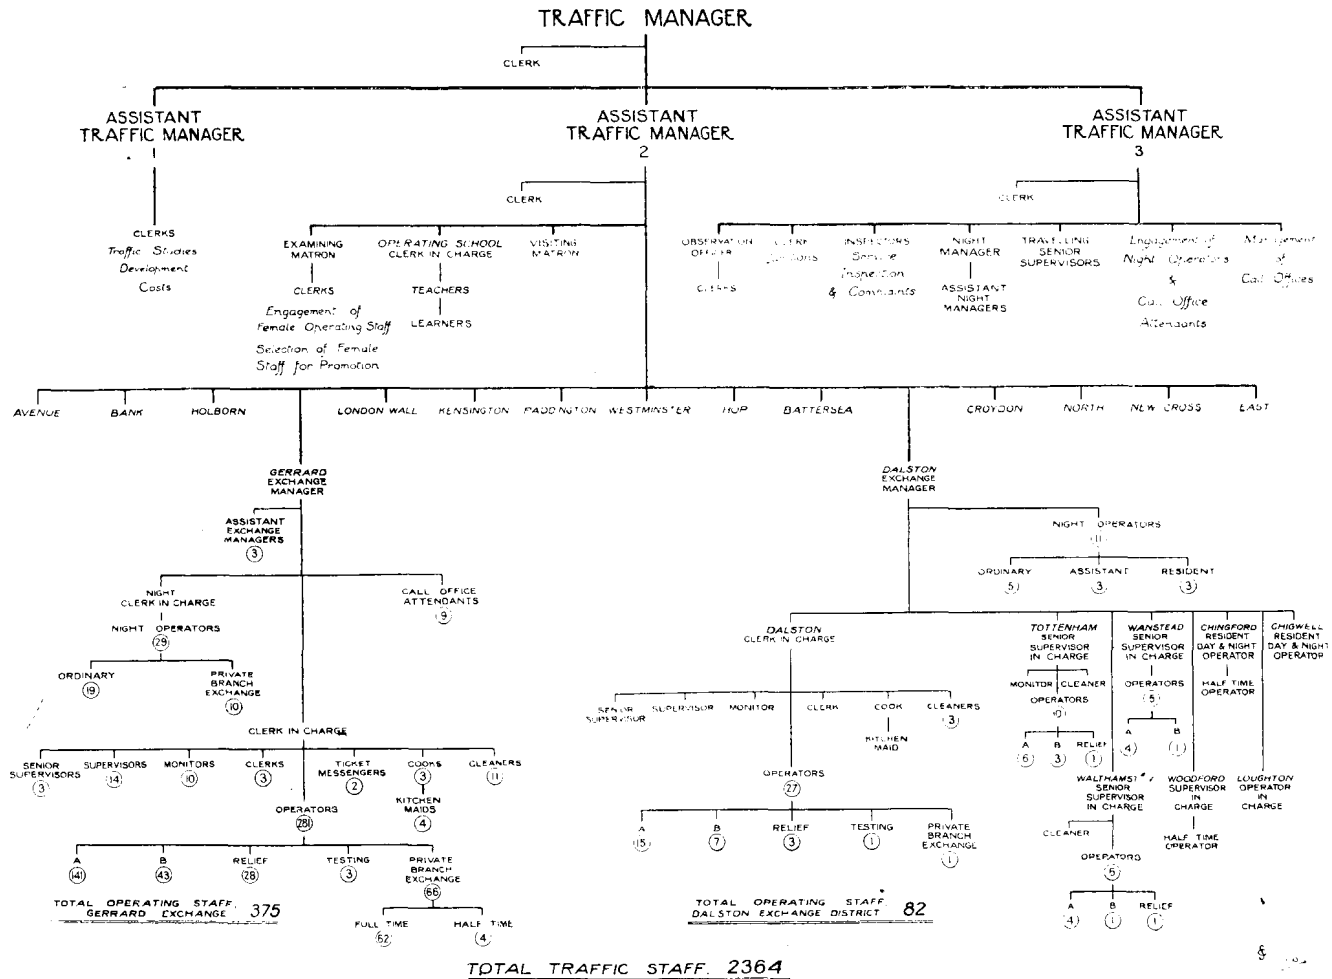 TRAFFIC MANAGER
CLERK
ASSISTANT
TRAFFIC MANAGER
ASSISTANT
TRAFFIC MANAGER
2
ASSISTANT
TRAFFIC MANAGER
3
CLERK
CLERK
CLERKS
Traffic Studies
Development
Costs
EXAMINING
MATRON
CLERKS
Engagement of
Female Operating Staff
Selection of Female
Staff for Promotion
OPERATING SCHOOL
CLERK IN CHARGE
TEACHERS
LEARNERS
VISITING
MATRON
OBSERVATION
OFFICER
CLERKS
CLERK
INSPECTORS
Service
Inspection
& Complaints
NIGHT
MANAGER
ASSISTANT
NIGHT
MANAGERS
TRAVELLING
SENIOR
SUPERVISORS
Engagement of
Night Operators
&
Call Office
Attendants
Management
of
Call Offices
AVENUE
BANK
HOLBORN
LONDON WALL
KENSINGTON
PADDINGTON
WESTMINSTER
HOP
BATTERSEA
CROYDON
NORTH
NEW CROSS
EAST
GERRARD
EXCHANGE
MANAGER
ASSISTANT
EXCHANGE
MANAGERS
3
NIGHT
CLERK IN CHARGE
NIGHT OPERATORS
29
ORDINARY
19
PRIVATE
BRANCH
EXCHANGE
10
CALL OFFICE
ATTENDANTS
9
CLERK IN CHARGE
SENIOR
SUPERVISORS
3
SUPERVISORS
14
MONITORS
10
CLERKS
3
TICKET
MESSENGERS
2
COOKS
3
KITCHEN
MAIDS
4
CLEANERS
11
OPERATORS
281
A
141
B
43
RELIEF
28
TESTING
3
PRIVATE
BRANCH
EXCHANGE
66
FULL TIME
62
HALF TIME
4
TOTAL OPERATING STAFF,
GERRARD EXCHANGE 375
DALSTON
EXCHANGE
MANAGER
NIGHT OPERATORS
11
ORDINARY
5
ASSISTANT
3
RESIDENT
3
DALSTON
CLERK IN CHARGE
SENIOR
SUPERVISOR
SUPERVISOR
MONITOR
CLERK
COOK
KITCHEN
MAID
CLEANERS
3
OPERATORS
27
A
15
B
7
RELIEF
3
TESTING
1
PRIVATE
BRANCH
EXCHANGE
1
TOTTENHAM
SENIOR
SUPERVISOR
IN CHARGE
MONITOR
CLEANER
OPERATORS
10
A
6
B
3
RELIEF
1
WANSTEAD
SENIOR
SUPERVISOR
IN CHARGE
OPERATORS
5
A
4
B
1
CHINGFORD
RESIDENT
DAY & NIGHT
OPERATOR
HALF TIME
OPERATOR
CHIGWELL
RESIDENT
DAY & NIGHT
OPERATOR
SENIOR
SUPERVISOR
IN CHARGE
CLEANER
OPERATORS
6
A
4
B
1
RELIEF
1
WOODFORD
SUPERVISOR
IN
CHARGE
HALF TIME
OPERATOR
LOUGHTON
OPERATOR
IN
CHARGE
TOTAL OPERATING STAFF,
DALSTON EXCHANGE DISTRICT 82
TOTAL TRAFFIC STAFF. 2364